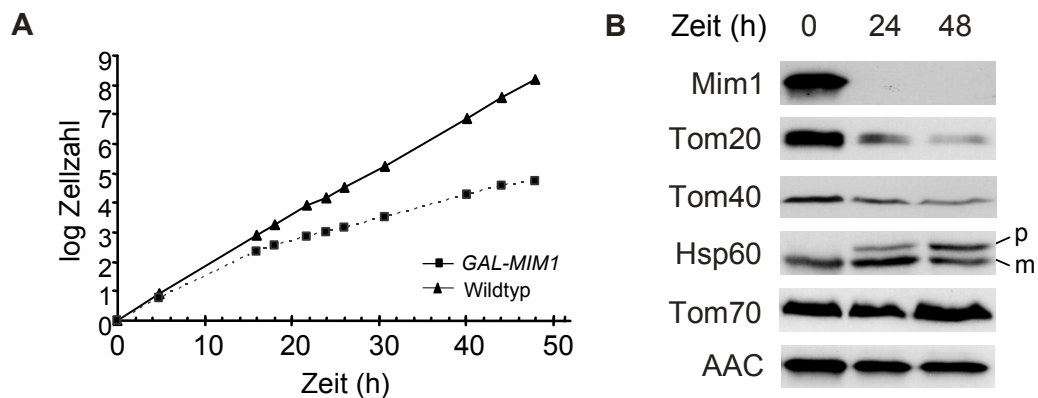 A
log Zellzahl
9
8
7
6
5
4
3
2
1
0
0 10 20 30 40 50
Zeit (h)
GAL-MIM1
Wildtyp
B
Zeit (h) 0 24 48
Mim1
Tom20
Tom40
Hsp60
p
m
Tom70
AAC